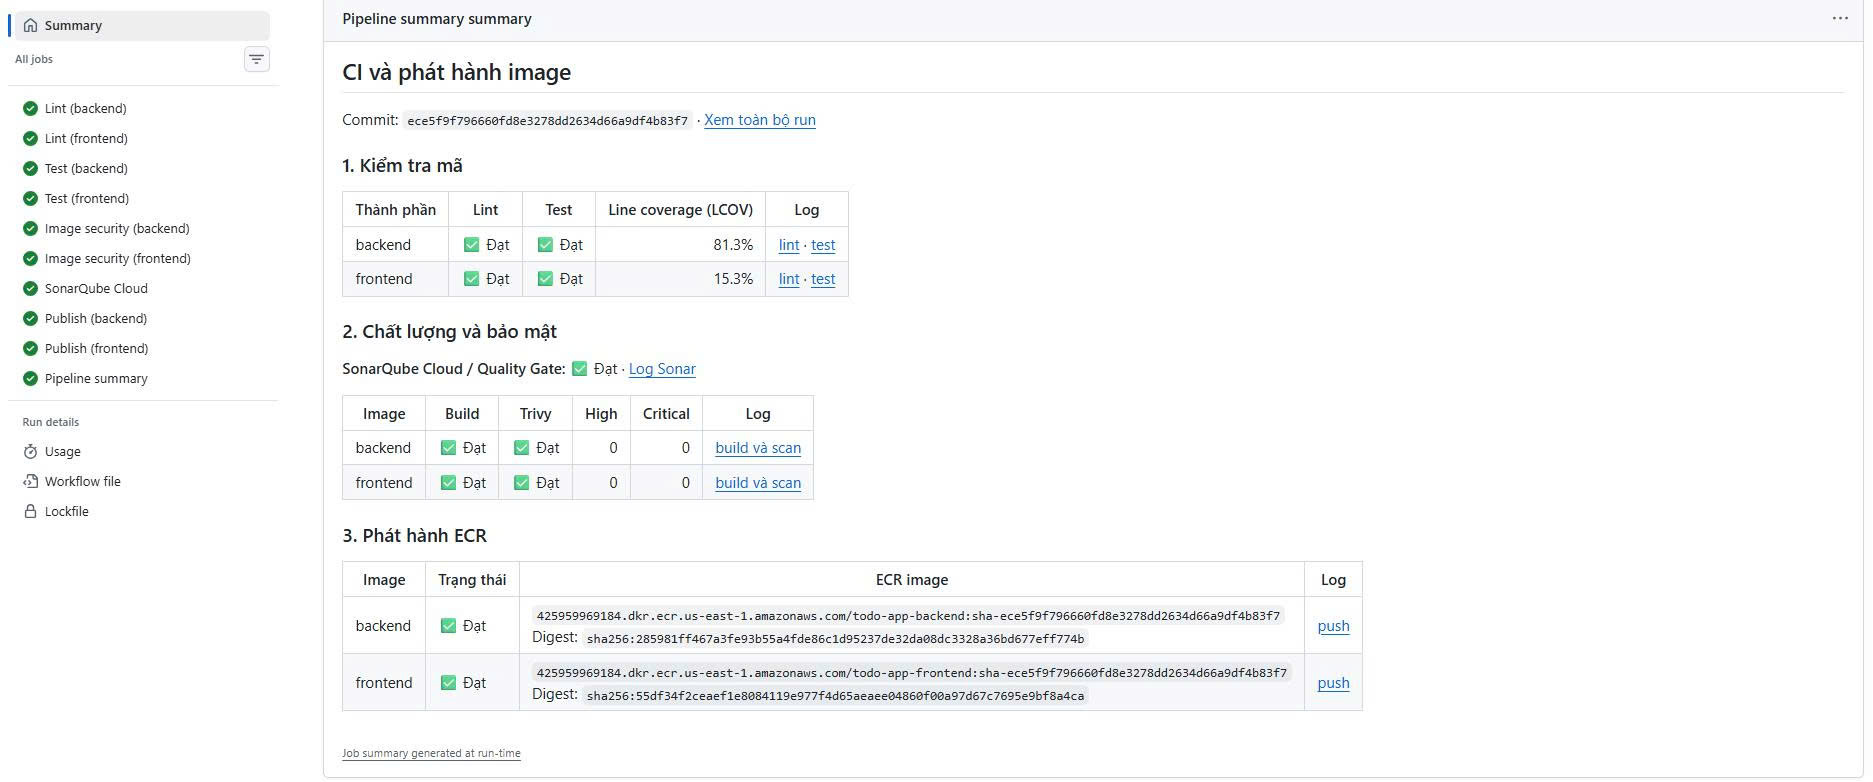 Summary
All jobs
Lint (backend)
Lint (frontend)
Test (backend)
Test (frontend)
Image security (backend)
Image security (frontend)
SonarQube Cloud
Publish (backend)
Publish (frontend)
Pipeline summary
Run details
Usage
Workflow file
Lockfile
Pipeline summary summary
CI và phát hành image
Commit: ece5f9f796660fd8e3278dd2634d66a9df4b83f7 · Xem toàn bộ run
1. Kiểm tra mã
Thành phần Lint Test Line coverage (LCOV) Log
backend ✅ Đạt ✅ Đạt 81.3% lint · test
frontend ✅ Đạt ✅ Đạt 15.3% lint · test
2. Chất lượng và bảo mật
SonarQube Cloud / Quality Gate: ✅ Đạt · Log Sonar
Image Build Trivy High Critical Log
backend ✅ Đạt ✅ Đạt 0 0 build và scan
frontend ✅ Đạt ✅ Đạt 0 0 build và scan
3. Phát hành ECR
Image Trạng thái ECR image Log
backend ✅ Đạt 425959969184.dkr.ecr.us-east-1.amazonaws.com/todo-app-backend:sha-ece5f9f796660fd8e3278dd2634d66a9df4b83f7 push
Digest: sha256:285981ff467a3fe93b55a4fde86c1d95237de32da08dc3328a36bd677eff774b
frontend ✅ Đạt 425959969184.dkr.ecr.us-east-1.amazonaws.com/todo-app-frontend:sha-ece5f9f796660fd8e3278dd2634d66a9df4b83f7 push
Digest: sha256:55df34f2ceaef1e8084119e977f4d65aeaee04860f00a97d67c7695e9bf8a4ca
Job summary generated at run-time